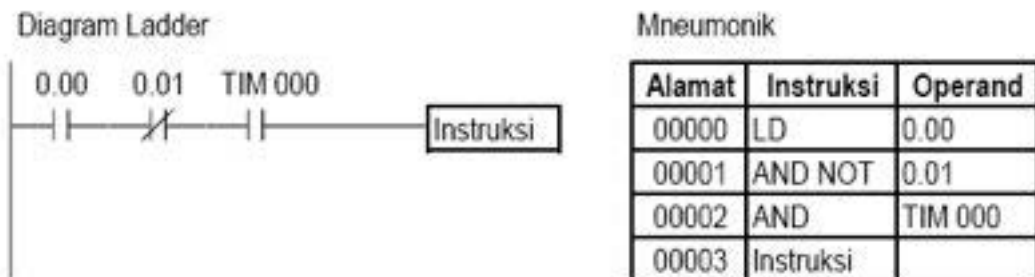 Diagram Ladder
0.00 0.01 TIM 000
Instruksi
Mneumonik
Alamat Instruksi Operand
00000 LD 0.00
00001 AND NOT 0.01
00002 AND TIM 000
00003 Instruksi